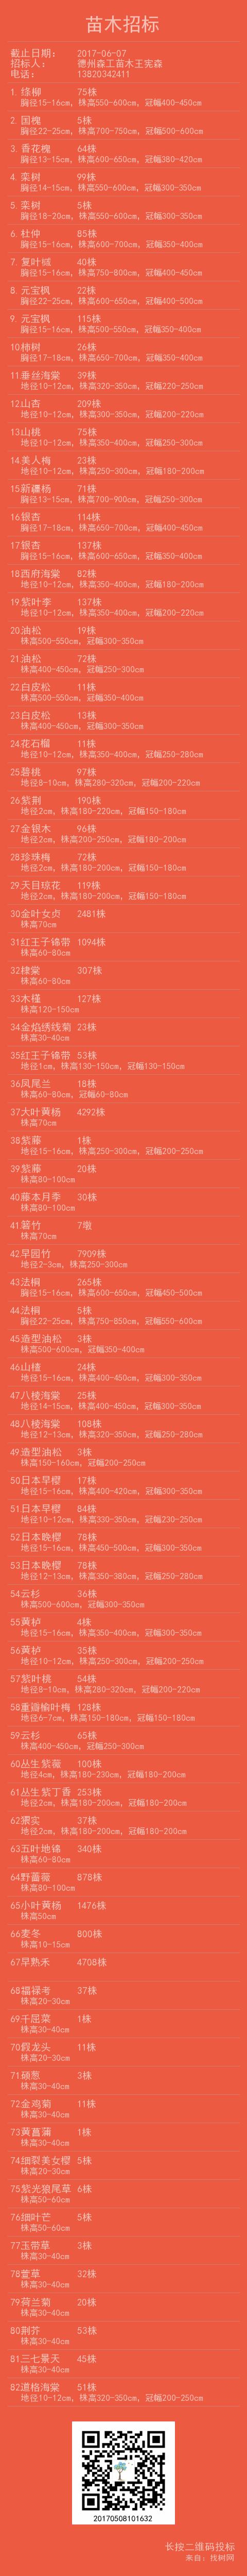 苗木招标
截止日期： 2017-06-07
招标人： 德州森工苗木王宪森
电话： 13820342411
1. 绦柳 75株
胸径15-16cm，株高550-600cm，冠幅400-450cm
2. 国槐 5株
胸径22-25cm，株高700-750cm，冠幅500-600cm
3. 香花槐 64株
胸径13-15cm，株高600-650cm，冠幅380-420cm
4. 栾树 99株
胸径14-15cm，株高550-600cm，冠幅300-350cm
5. 栾树 5株
胸径18-20cm，株高550-600cm，冠幅300-350cm
6. 杜仲 85株
胸径15-16cm，株高600-700cm，冠幅350-400cm
7. 复叶槭 40株
胸径15-16cm，株高750-800cm，冠幅400-450cm
8. 元宝枫 22株
胸径22-25cm，株高600-650cm，冠幅400-500cm
9. 元宝枫 115株
胸径15-16cm，株高500-550cm，冠幅350-400cm
10柿树 26株
胸径17-18cm，株高650-700cm，冠幅350-400cm
11垂丝海棠 39株
地径10-12cm，株高320-350cm，冠幅220-250cm
12山杏 209株
地径10-12cm，株高300-350cm，冠幅200-220cm
13山桃 75株
地径10-12cm，株高350-400cm，冠幅250-300cm
14美人梅 23株
地径10-12cm，株高250-300cm，冠幅180-200cm
15新疆杨 71株
胸径13-15cm，株高700-900cm，冠幅250-300cm
16银杏 114株
胸径17-18cm，株高650-700cm，冠幅400-450cm
17银杏 137株
胸径15-16cm，株高600-650cm，冠幅350-400cm
18西府海棠 82株
地径10-12cm，株高350-400cm，冠幅180-200cm
19.紫叶李 137株
地径10-12cm，株高350-400cm，冠幅200-220cm
20油松 19株
株高500-550cm，冠幅300-350cm
21油松 72株
株高400-450cm，冠幅250-300cm
22白皮松 11株
株高500-550cm，冠幅350-400cm
23白皮松 13株
株高400-450cm，冠幅300-350cm
24花石榴 11株
地径10-12cm，株高350-400cm，冠幅250-280cm
25碧桃 97株
地径8-10cm，株高280-320cm，冠幅200-220cm
26紫荆 190株
地径2cm，株高180-220cm，冠幅150-180cm
27金银木 96株
地径2cm，株高200-250cm，冠幅180-200cm
28珍珠梅 72株
地径2cm，株高180-200cm，冠幅150-180cm
29.天目琼花 119株
地径2cm，株高180-200cm，冠幅150-180cm
30金叶女贞 2481株
株高70cm
31红王子锦带 1094株
株高60-80cm
32棣棠 307株
株高60-80cm
33木槿 127株
株高120-150cm
34金焰绣线菊 23株
株高30-40cm
35红王子锦带 53株
地径1cm，株高130-150cm，冠幅130-150cm
36凤尾兰 18株
株高60-80cm，冠幅60-80cm
37大叶黄杨 4292株
株高70cm
38紫藤 1株
地径15-16cm，株高250-300cm，冠幅200-250cm
39.紫藤 20株
株高80-100cm
40藤本月季 30株
株高80-100cm
41.箬竹 7墩
株高70cm
42.早园竹 7909株
地径2-3cm，株高250-300cm
43法桐 265株
胸径15-16cm，株高600-650cm，冠幅450-500cm
44.法桐 5株
胸径22-25cm，株高750-850cm，冠幅550-600cm
45造型油松 3株
株高500-600cm，冠幅350-400cm
46山楂 24株
地径15-16cm，株高400-450cm，冠幅300-350cm
47八棱海棠 25株
地径14-15cm，株高400-450cm，冠幅300-350cm
48八棱海棠 108株
地径12-13cm，株高320-350cm，冠幅250-280cm
49.造型油松 3株
株高150-160cm，冠幅200-250cm
50日本早樱 17株
地径15-16cm，株高400-420cm，冠幅300-350cm
51.日本早樱 84株
地径10-12cm，株高330-350cm，冠幅230-250cm
52日本晚樱 78株
地径15-16cm，株高450-500cm，冠幅300-350cm
53日本晚樱 78株
地径12-13cm，株高350-380cm，冠幅250-280cm
54云杉 36株
株高500-600cm，冠幅300-350cm
55黄栌 4株
地径15-16cm，株高350-400cm，冠幅300-350cm
56黄栌 35株
地径10-12cm，株高250-300cm，冠幅200-250cm
57紫叶桃 54株
地径8-10cm，株高280-320cm，冠幅200-220cm
58重瓣榆叶梅 128株
地径6-7cm，株高150-180cm，冠幅150-180cm
59云杉 65株
株高400-450cm，冠幅250-300cm
60丛生紫薇 100株
地径4cm，株高180-230cm，冠幅180-200cm
61丛生紫丁香 253株
地径2cm，株高180-200cm，冠幅180-200cm
62猬实 37株
地径2cm，株高180-200cm，冠幅180-200cm
63五叶地锦 340株
株高60-80cm
64野蔷薇 878株
株高80-100cm
65小叶黄杨 1476株
株高50cm
66麦冬 800株
株高10-15cm
67早熟禾 4708株
68福禄考 37株
株高20-30cm
69千屈菜 1株
株高30-40cm
70假龙头 11株
株高20-30cm
71硕葱 3株
株高30-40cm
72金鸡菊 11株
株高30-40cm
73黄菖蒲 1株
株高30-40cm
74细裂美女樱 5株
株高20-30cm
75紫光狼尾草 6株
株高50-60cm
76细叶芒 5株
株高50-60cm
77玉带草 3株
株高30-40cm
78萱草 32株
株高30-40cm
79荷兰菊 20株
株高30-40cm
80荆芥 53株
株高30-40cm
81三七景天 45株
株高30-40cm
82道格海棠 51株
地径10-12cm，株高320-350cm，冠幅200-250cm
20170508101632
长按二维码投标
来自：找树网